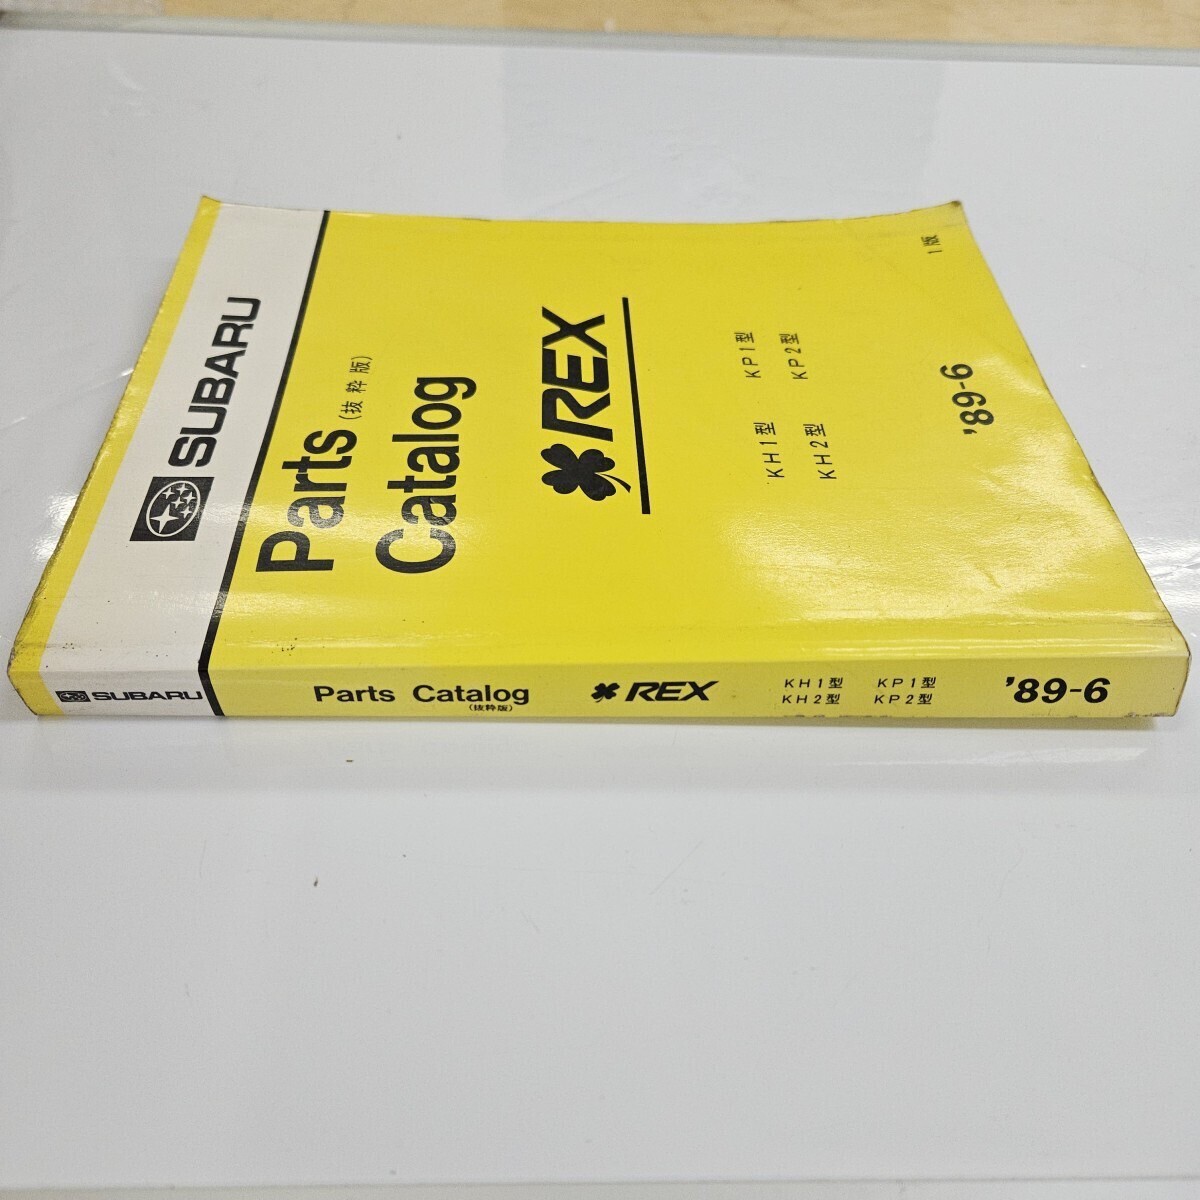 SUBARU
Parts (抜粋版)
Catalog
REX
KH1型 KP1型
KH2型 KP2型
'89-6
1版
SUBARU
Parts Catalog
(抜粋版)
REX
KH1型 KP1型
KH2型 KP2型
'89-6